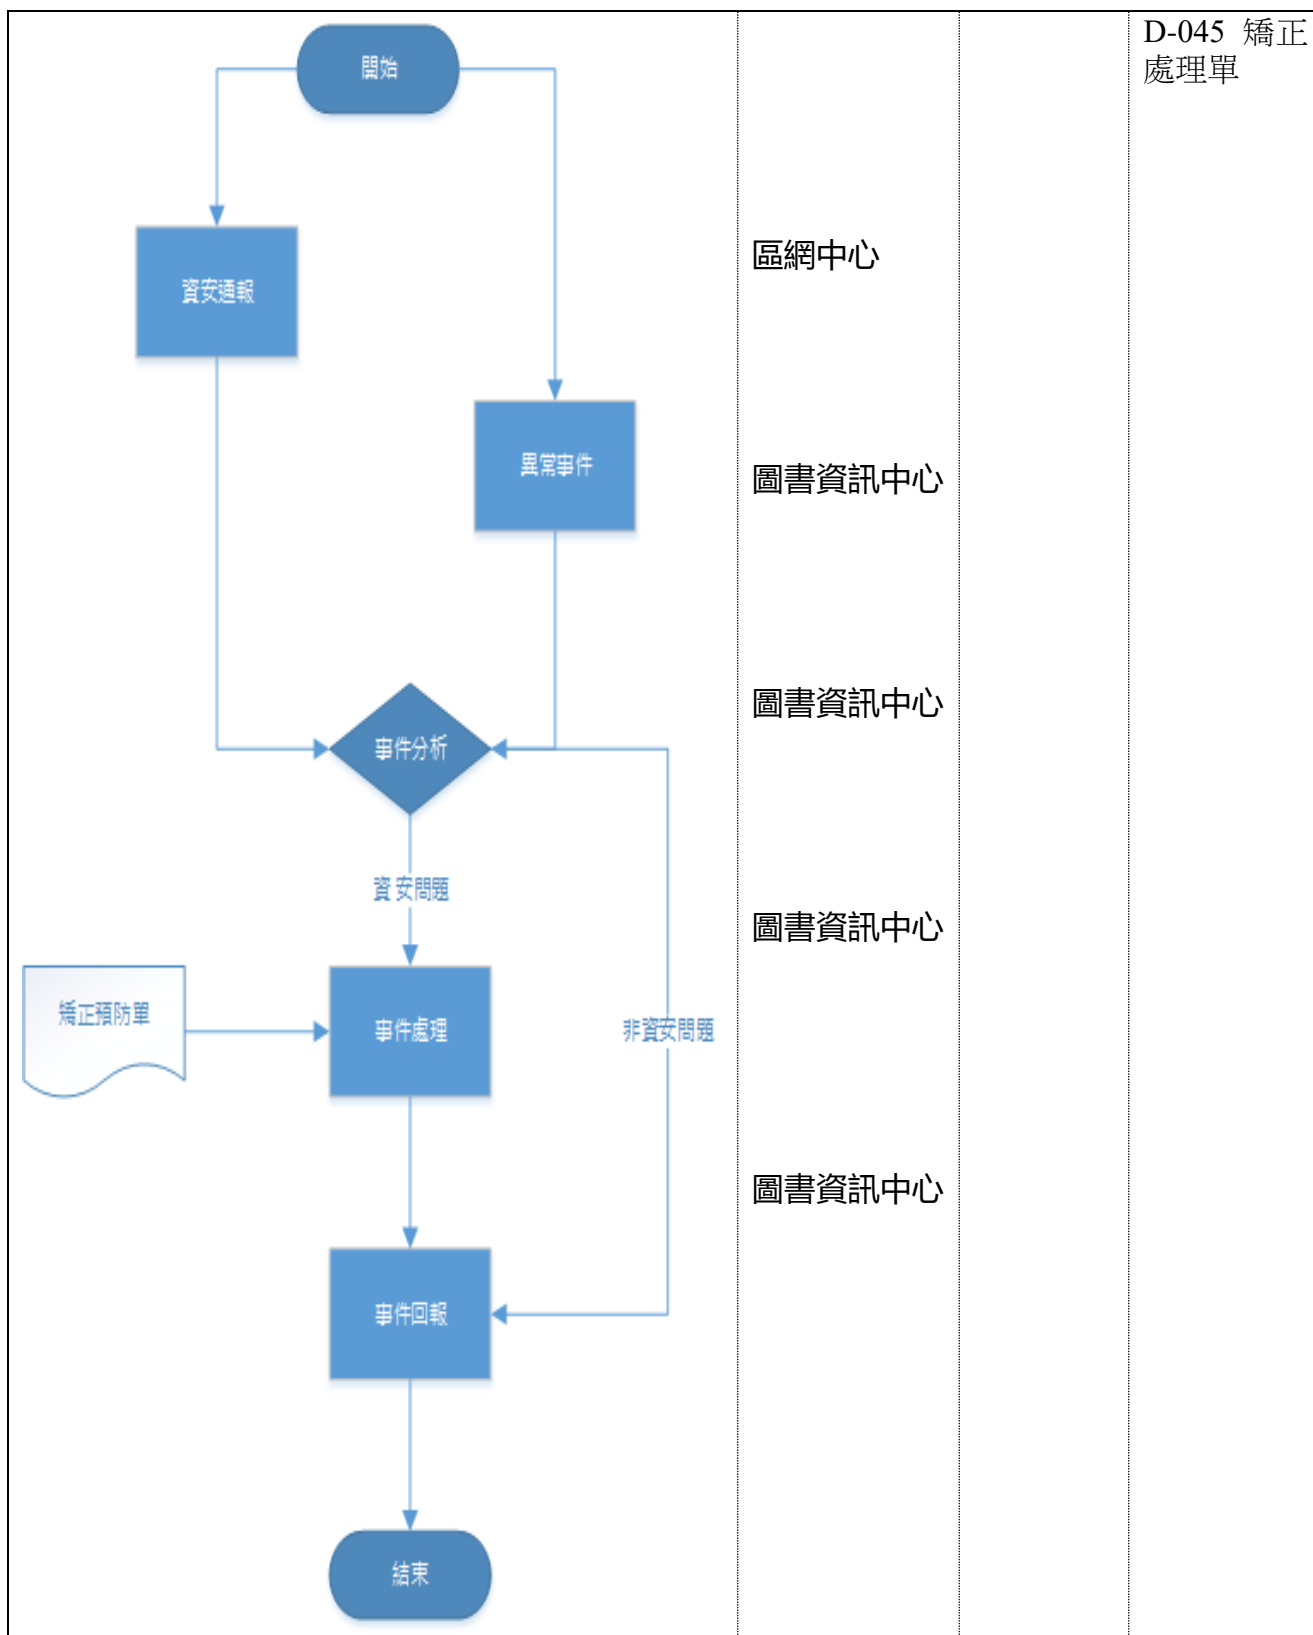 開始
資安通報
異常事件
事件分析
資安問題
矯正預防單
事件處理
非資安問題
事件回報
結束
區網中心
圖書資訊中心
圖書資訊中心
圖書資訊中心
圖書資訊中心
D-045 矯正
處理單